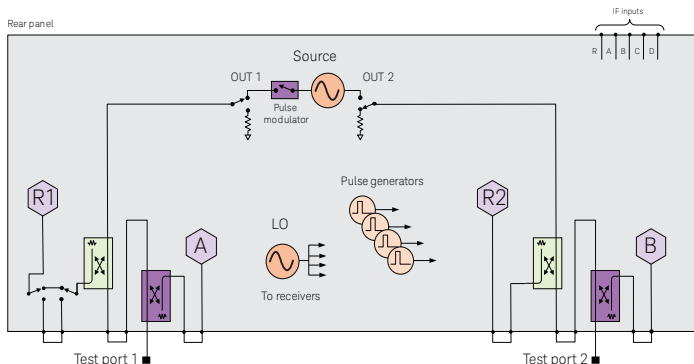 IF inputs
Rear panel
R A B C D
Source
OUT 1
OUT 2
Pulse
modulator
Pulse generators
R1
R2
A
LO
B
To receivers
Test port 1
Test port 2